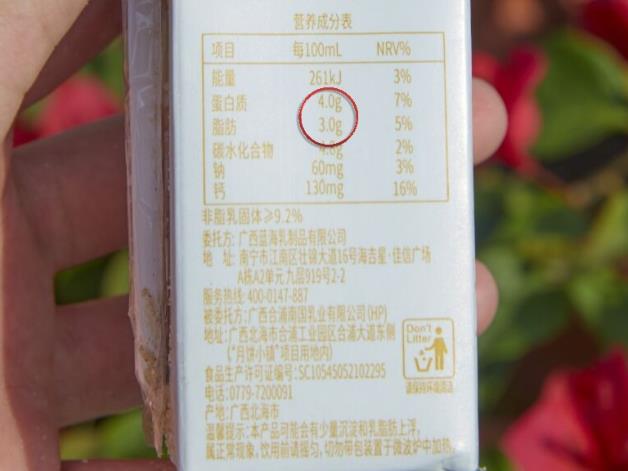 营养成分表
项目 每100mL NRV%
能量 261kJ 3%
蛋白质 4.0g 7%
脂肪 3.0g 5%
碳水化合物 4.8g 2%
钠 60mg 3%
钙 130mg 16%
非脂乳固体≥9.2%
委托方:广西蓝海乳制品有限公司
地 址:南宁市江南区壮锦大道16号海吉星·佳信广场
A栋A2单元九层919号2-2
服务热线:400-0147-887
被委托方:广西合浦南国乳业有限公司(HP)
地址:广西北海市合浦工业园区合浦大道东侧
(“月饼小镇”项目用地内)
Don't
Litter
请保持环境清洁
食品生产许可证编号:SC10545052102295
电话:0779-7200091
产地:广西北海市
温馨提示:本产品可能会有少量沉淀和乳脂肪上浮,
属正常现象,饮用前请摇匀,切勿带包装置于微波炉中加热